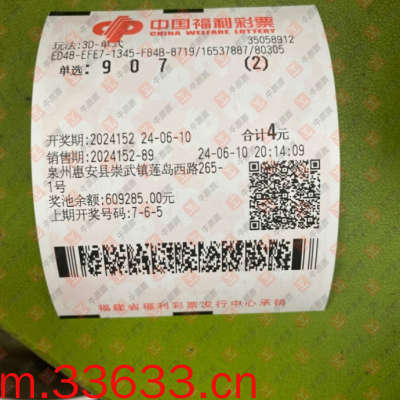 中国福利彩票
CHINA WELFARE LOTTERY
玩法:3D-单式
35058912
ED48-EFE7-1345-FB48-8719/16537887/80305
单选: 9 0 7 (2)
开奖期:2024152 24-06-10 合计4元
销售期:2024152-89 24-06-10 20:14:09
泉州惠安县崇武镇莲岛西路265-
1号
奖池余额:609285.00元
上期开奖号码:7-6-5
福建省福利彩票发行中心承销
m.33633.cn